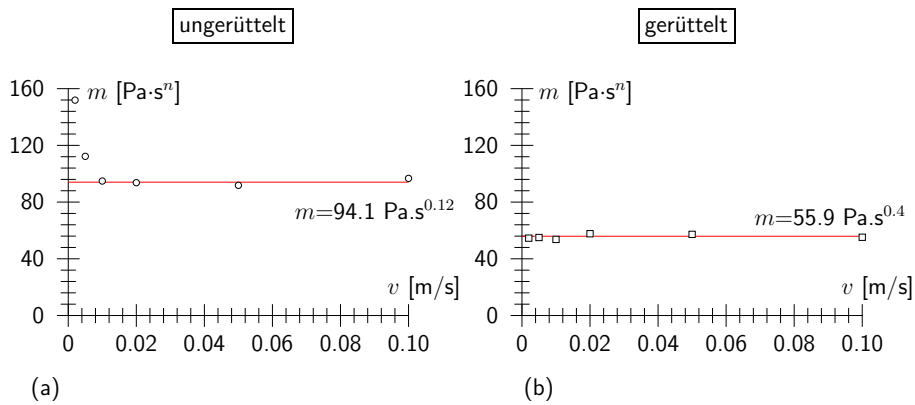 ungerüttelt
gerüttelt
160
m [Pa·sⁿ]
120
80
m=94.1 Pa.s^0.12
40
v [m/s]
0
0 0.02 0.04 0.06 0.08 0.10
(a)
160
m [Pa·sⁿ]
120
80
m=55.9 Pa.s^0.4
40
v [m/s]
0
0 0.02 0.04 0.06 0.08 0.10
(b)